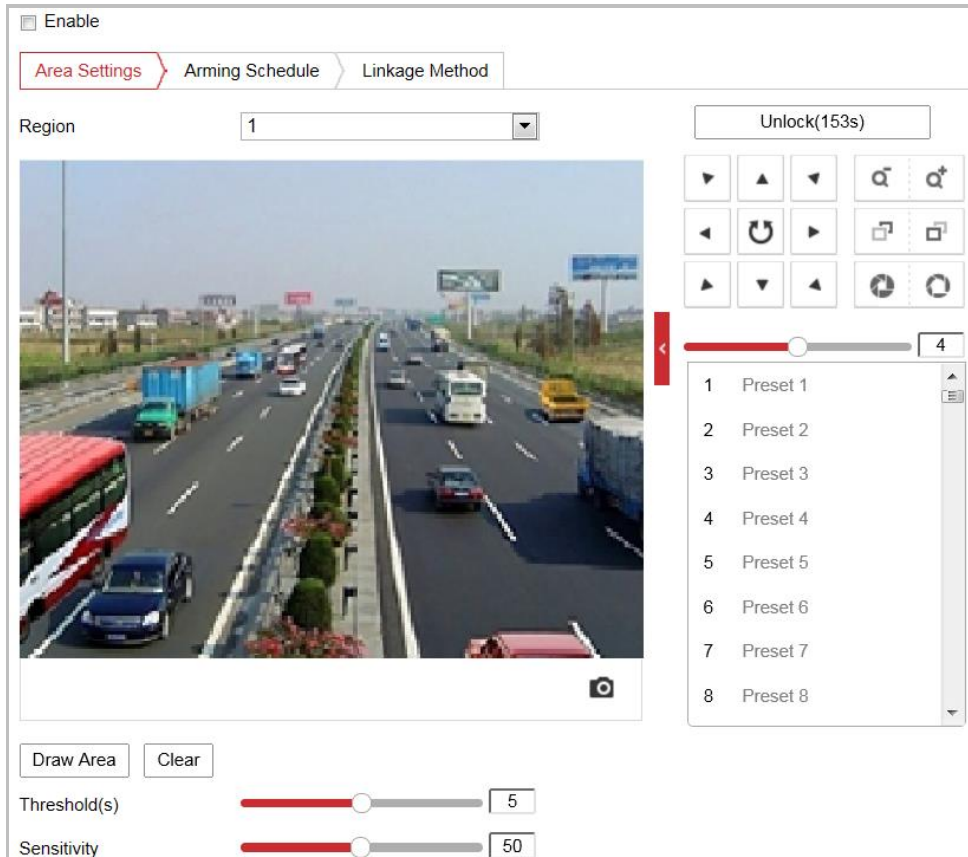 Enable
Area Settings
Arming Schedule
Linkage Method
Region
1
Unlock(153s)
4
1 Preset 1
2 Preset 2
3 Preset 3
4 Preset 4
5 Preset 5
6 Preset 6
7 Preset 7
8 Preset 8
Draw Area
Clear
Threshold(s)
5
Sensitivity
50